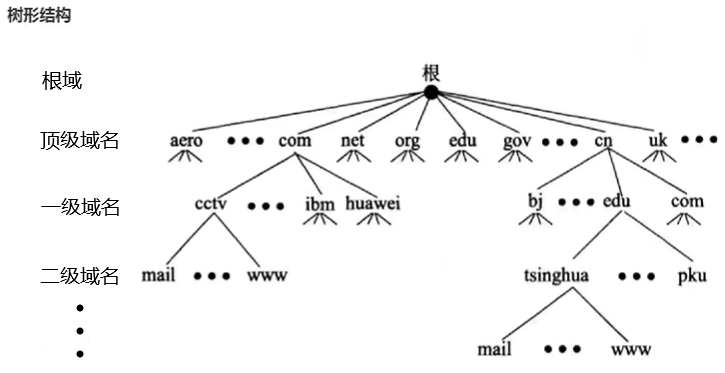 树形结构
根域
根
顶级域名 aero ••• com net org edu gov ••• cn uk •••
一级域名 cctv ••• ibm huawei bj ••• edu com
二级域名 mail ••• www tsinghua ••• pku
mail ••• www